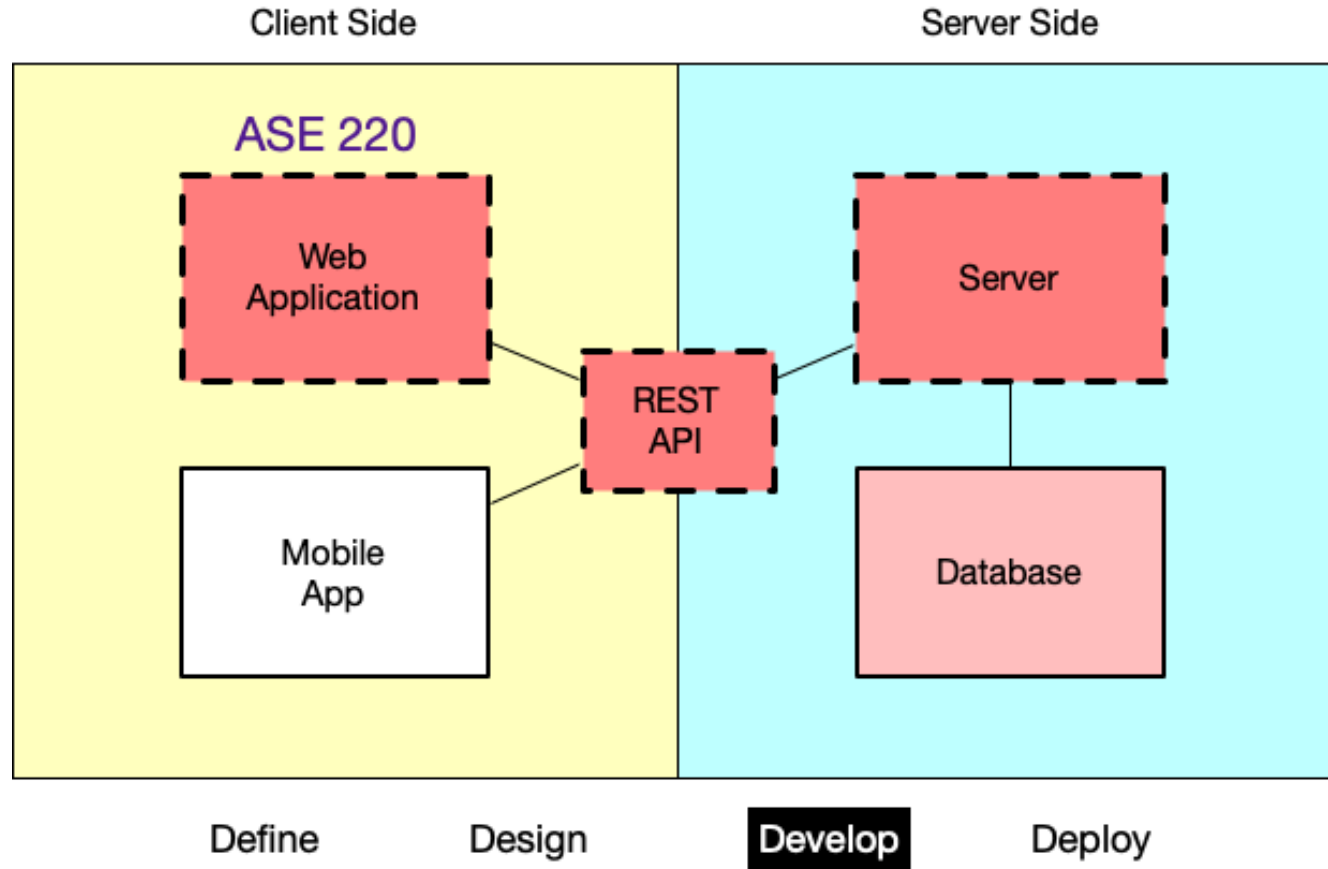 Client Side
Server Side
ASE 220
Web
Application
Server
REST
API
Mobile
App
Database
Define
Design
Develop
Deploy